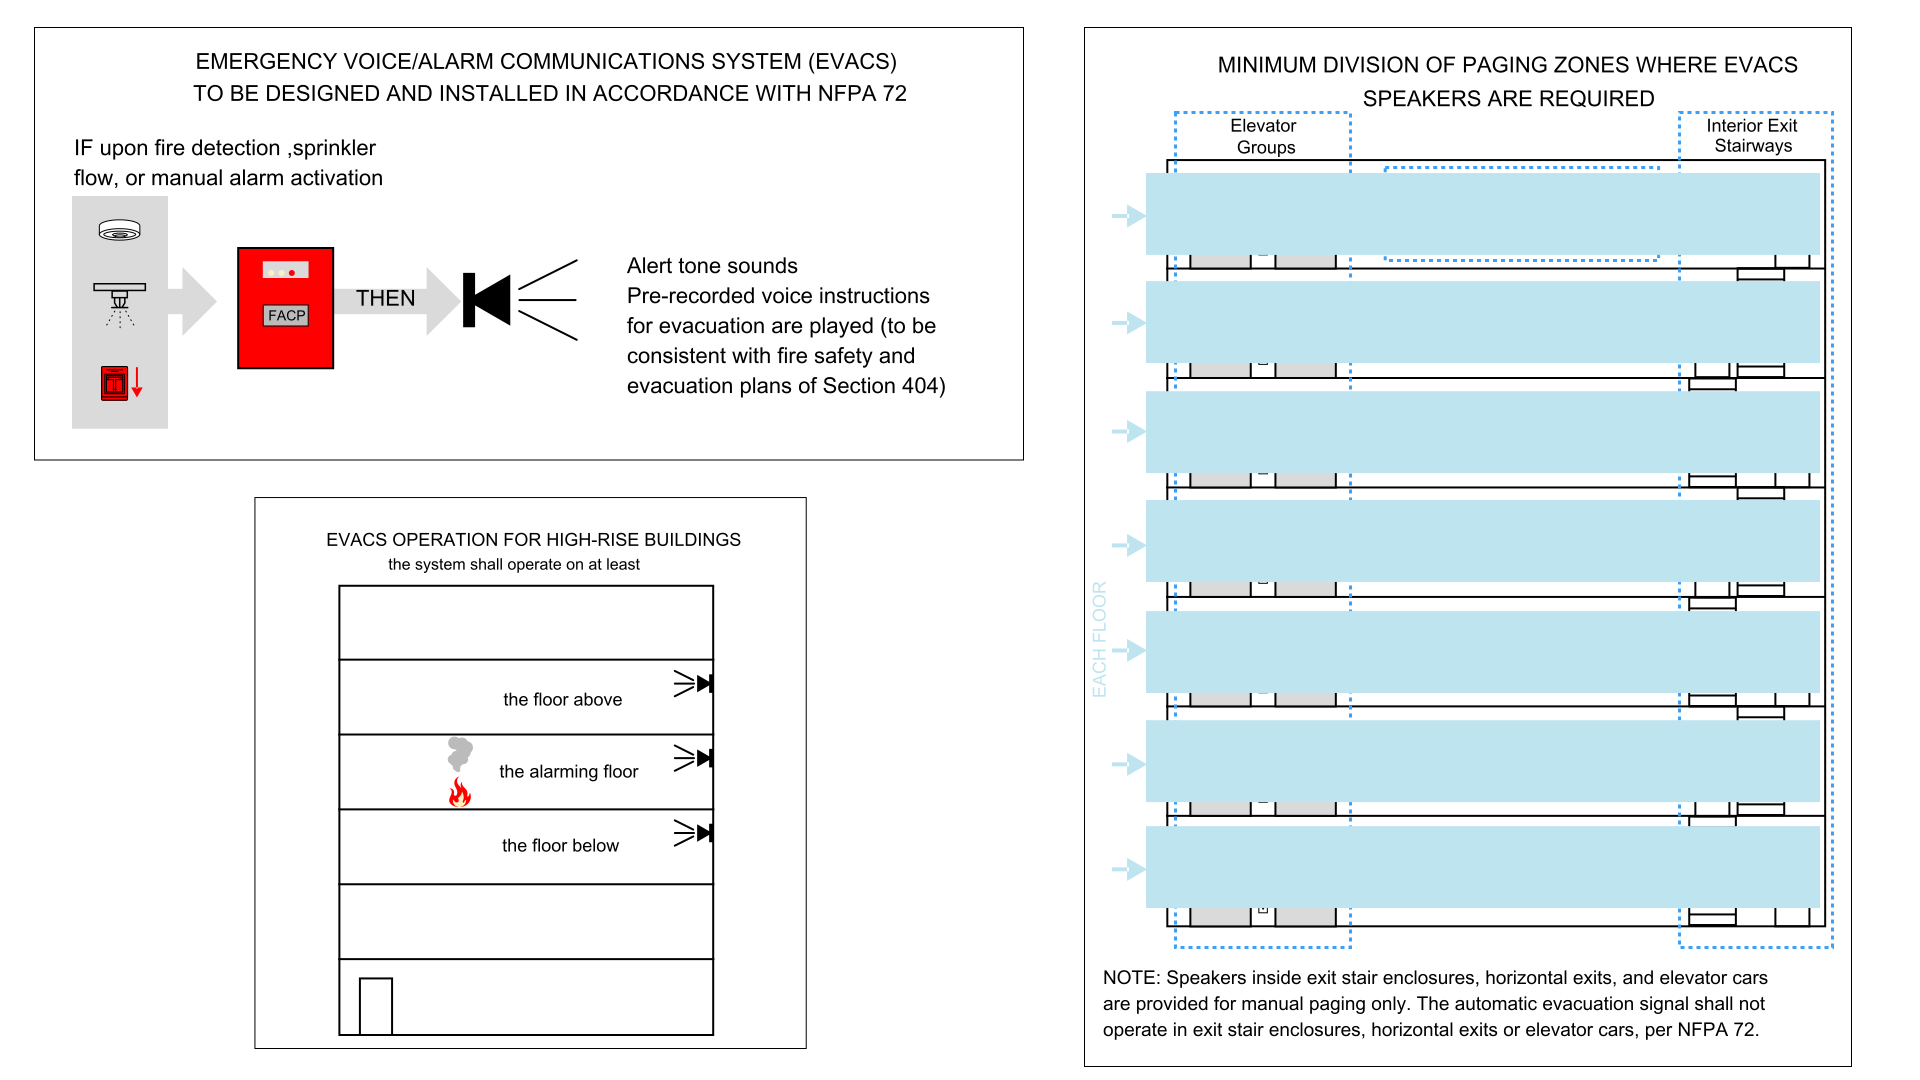 EMERGENCY VOICE/ALARM COMMUNICATIONS SYSTEM (EVACS)
TO BE DESIGNED AND INSTALLED IN ACCORDANCE WITH NFPA 72
IF upon fire detection ,sprinkler
flow, or manual alarm activation
FACP
THEN
Alert tone sounds
Pre-recorded voice instructions
for evacuation are played (to be
consistent with fire safety and
evacuation plans of Section 404)
EVACS OPERATION FOR HIGH-RISE BUILDINGS
the system shall operate on at least
the floor above
the alarming floor
the floor below
MINIMUM DIVISION OF PAGING ZONES WHERE EVACS
SPEAKERS ARE REQUIRED
Elevator
Groups
Interior Exit
Stairways
EACH FLOOR
NOTE: Speakers inside exit stair enclosures, horizontal exits, and elevator cars
are provided for manual paging only. The automatic evacuation signal shall not
operate in exit stair enclosures, horizontal exits or elevator cars, per NFPA 72.